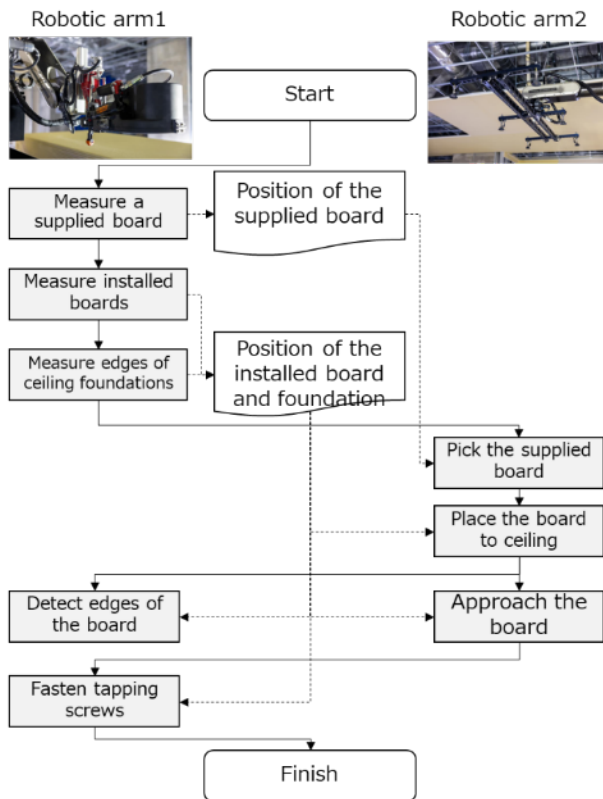 Robotic arm1
Robotic arm2
Start
Measure a
supplied board
Position of the
supplied board
Measure installed
boards
Measure edges of
ceiling foundations
Position of the
installed board
and foundation
Pick the supplied
board
Place the board
to ceiling
Detect edges of
the board
Approach the
board
Fasten tapping
screws
Finish